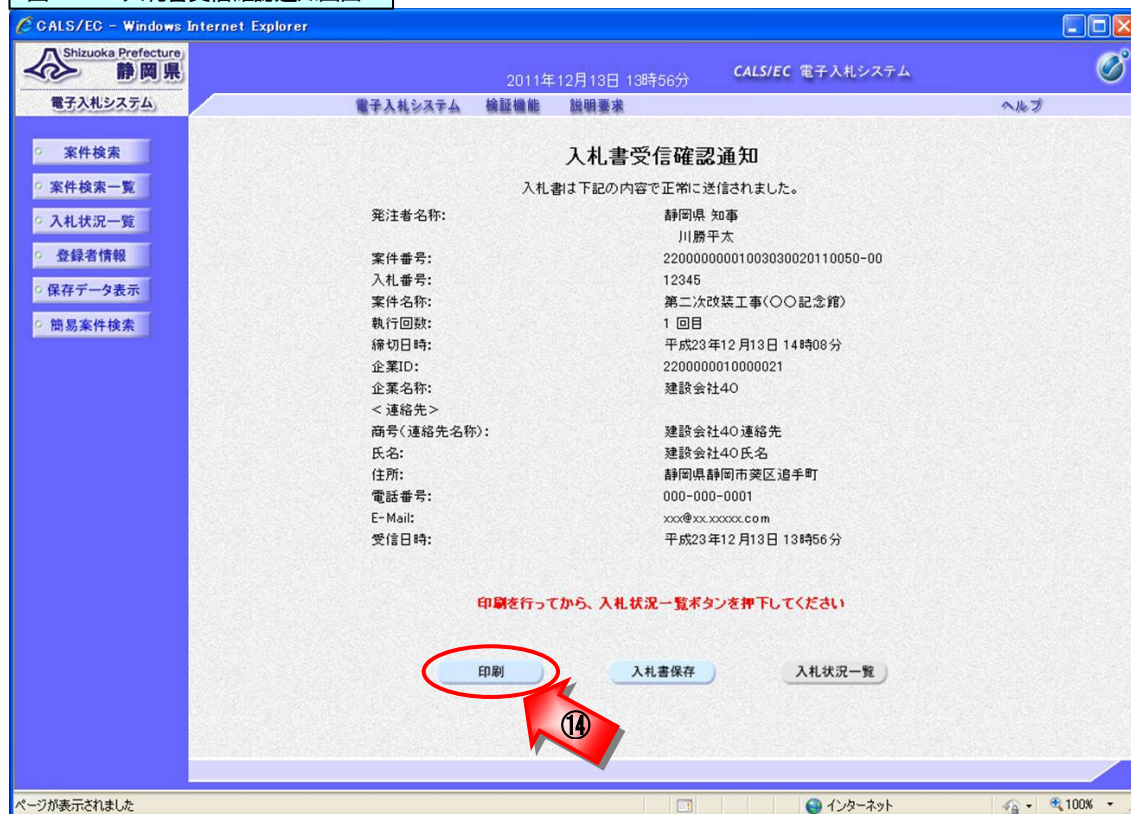 CALS/EC - Windows Internet Explorer
Shizuoka Prefecture
静岡県
電子入札システム
2011年12月13日 13時56分
CALS/EC 電子入札システム
電子入札システム 検証機能 説明要求 ヘルプ
案件検索
案件検索一覧
入札状況一覧
登録者情報
保存データ表示
簡易案件検索
入札書受信確認通知
入札書は下記の内容で正常に送信されました。
発注者名称: 静岡県 知事
川勝平太
案件番号: 22000000001003030020110050-00
入札番号: 12345
案件名称: 第二次改装工事(〇〇記念館)
執行回数: 1 回目
締切日時: 平成23年12月13日 14時08分
企業ID: 2200000010000021
企業名称: 建設会社40
<連絡先>
商号(連絡先名称): 建設会社40連絡先
氏名: 建設会社40氏名
住所: 静岡県静岡市葵区追手町
電話番号: 000-000-0001
E-Mail: xxx@xx.xxxxx.com
受信日時: 平成23年12月13日 13時56分
印刷を行ってから、入札状況一覧ボタンを押下してください
印刷 入札書保存 入札状況一覧
⑭
ページが表示されました インターネット 100%